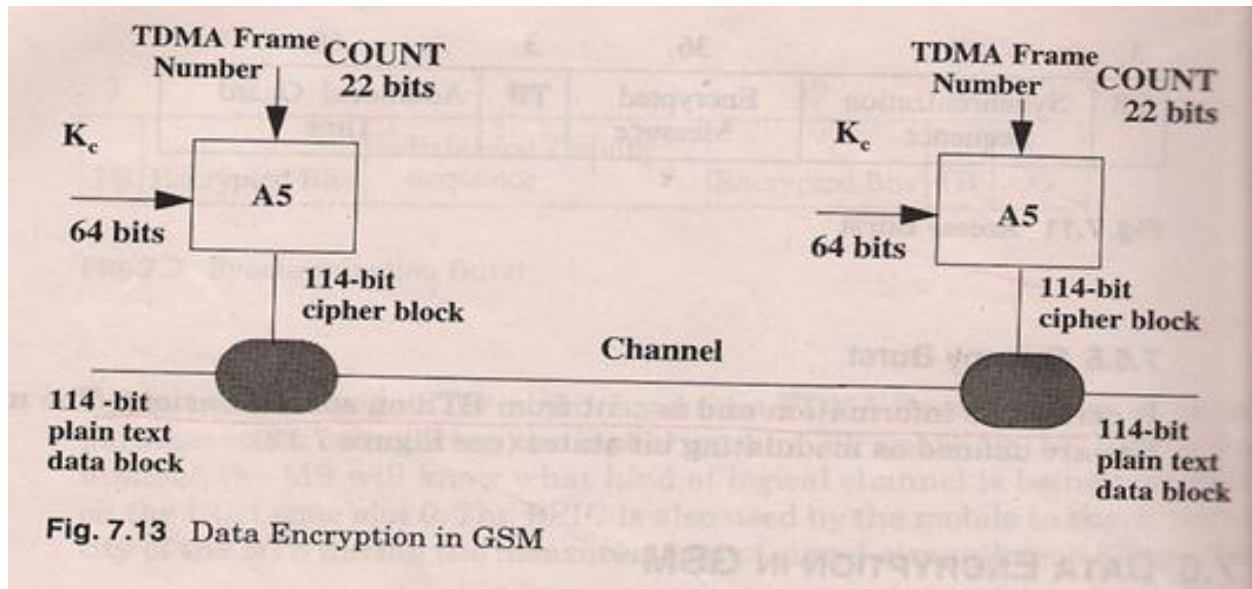 TDMA Frame
Number
COUNT
22 bits
K_c
A5
64 bits
114-bit
cipher block
114 -bit
plain text
data block
Channel
TDMA Frame
Number
COUNT
22 bits
K_c
A5
64 bits
114-bit
cipher block
114-bit
plain text
data block
Fig. 7.13 Data Encryption in GSM